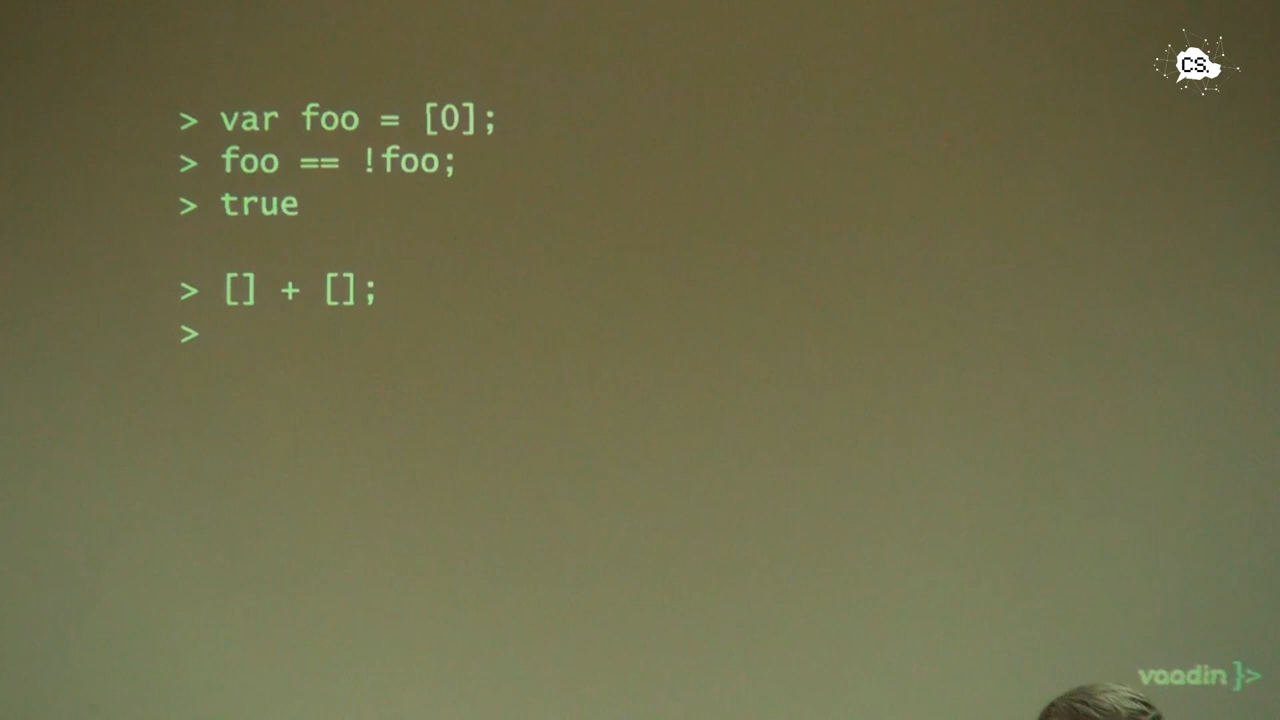 CS.
> var foo = [0];
> foo == !foo;
> true
> [] + [];
>
vaadin }>